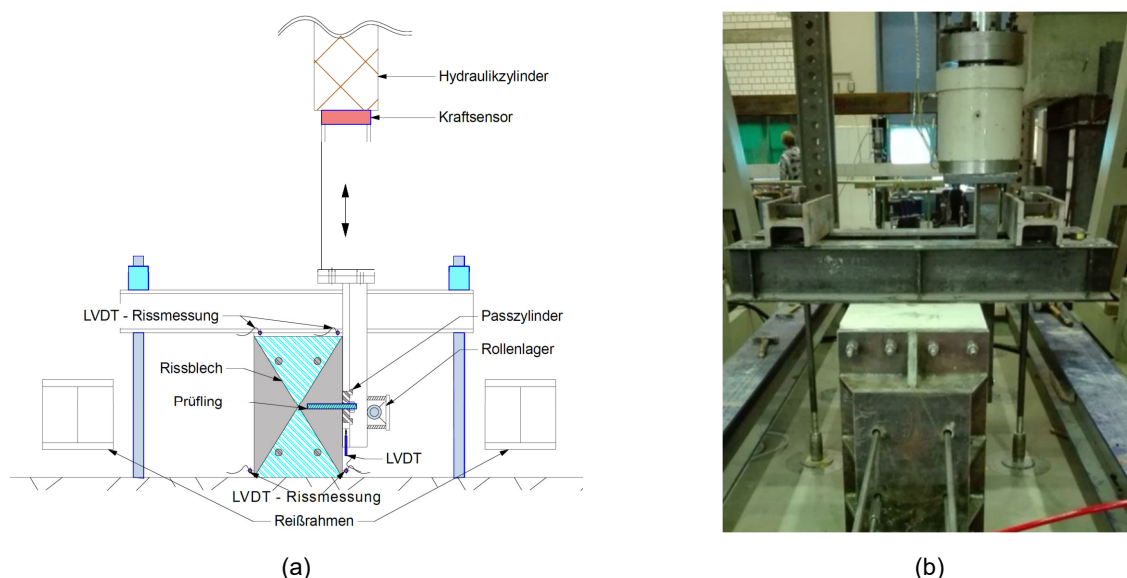 Hydraulikzylinder
Kraftsensor
LVDT - Rissmessung
Passzylinder
Rissblech
Rollenlager
Prüfling
LVDT
LVDT - Rissmessung
Reißrahmen
(a)
(b)